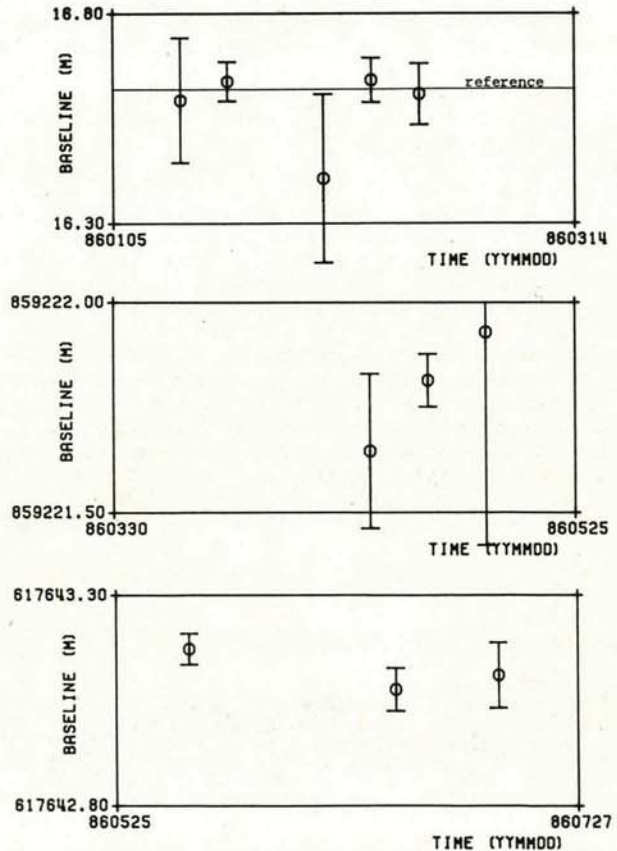 16.80
BASELINE (M)
reference
16.30
860105 860314
TIME (YYMMDD)
859222.00
BASELINE (M)
859221.50
860330 860525
TIME (YYMMDD)
617643.30
BASELINE (M)
617642.80
860525 860727
TIME (YYMMDD)